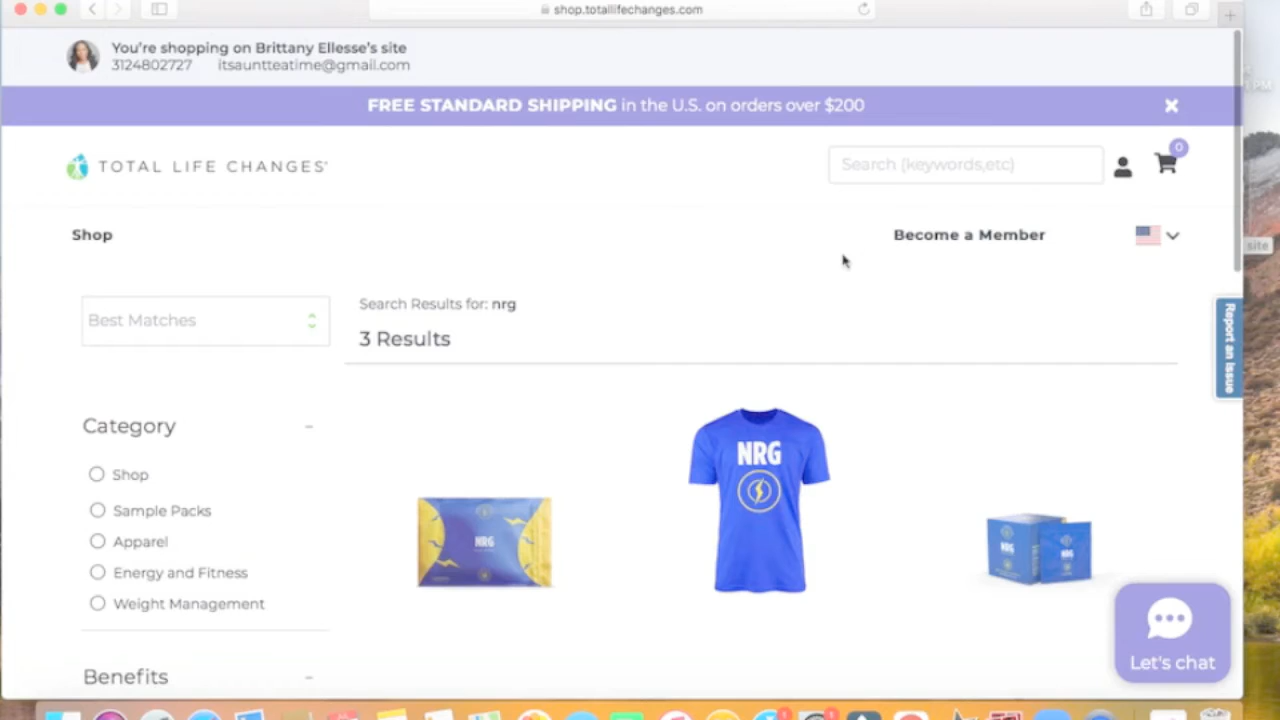 shop.totallifechanges.com
You're shopping on Brittany Ellesse's site
3124802727 itsauntteatime@gmail.com
FREE STANDARD SHIPPING in the U.S. on orders over $200
TOTAL LIFE CHANGES
Search (keywords,etc)
0
Shop
Become a Member
site
Best Matches
Search Results for: nrg
3 Results
Report an issue
Category
Shop
Sample Packs
Apparel
Energy and Fitness
Weight Management
NRG
NRG
NRG
NRG
Let's chat
Benefits